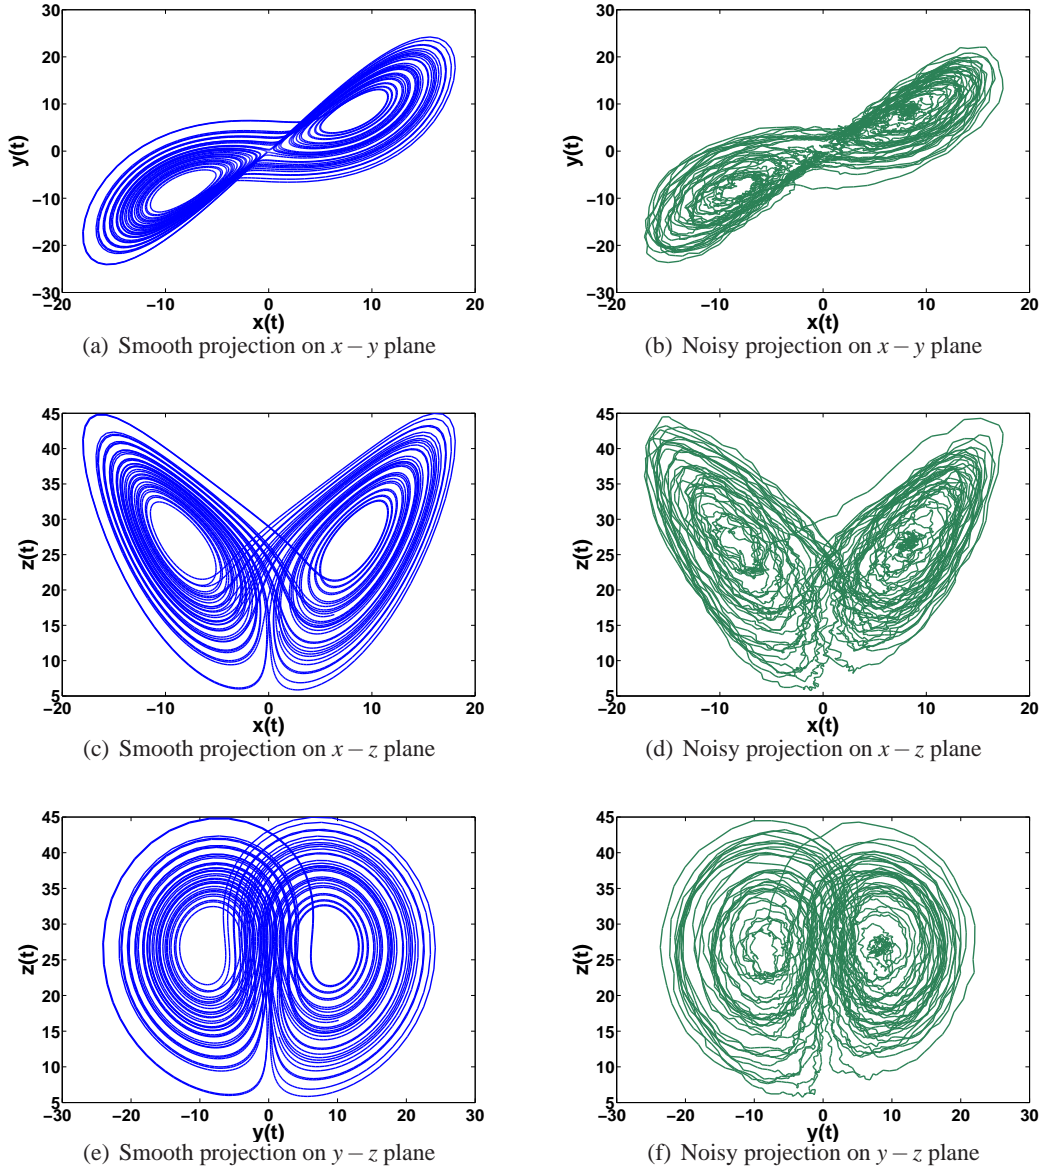 30
20
10
0
−10
−20
−30
−20 −10 0 10 20
x(t)
y(t)
(a) Smooth projection on x − y plane
30
20
10
0
−10
−20
−30
−20 −10 0 10 20
x(t)
y(t)
(b) Noisy projection on x − y plane
45
40
35
30
25
20
15
10
5
−20 −10 0 10 20
x(t)
z(t)
(c) Smooth projection on x − z plane
45
40
35
30
25
20
15
10
5
−20 −10 0 10 20
x(t)
z(t)
(d) Noisy projection on x − z plane
45
40
35
30
25
20
15
10
5
−30 −20 −10 0 10 20 30
y(t)
z(t)
(e) Smooth projection on y − z plane
45
40
35
30
25
20
15
10
5
−30 −20 −10 0 10 20 30
y(t)
z(t)
(f) Noisy projection on y − z plane